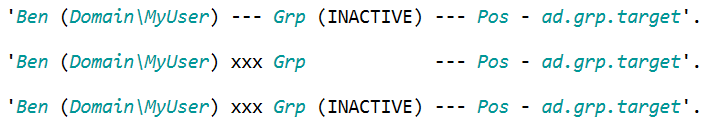 'Ben (Domain\MyUser) --- Grp (INACTIVE) --- Pos - ad.grp.target'.
'Ben (Domain\MyUser) xxx Grp            --- Pos - ad.grp.target'.
'Ben (Domain\MyUser) xxx Grp (INACTIVE) --- Pos - ad.grp.target'.